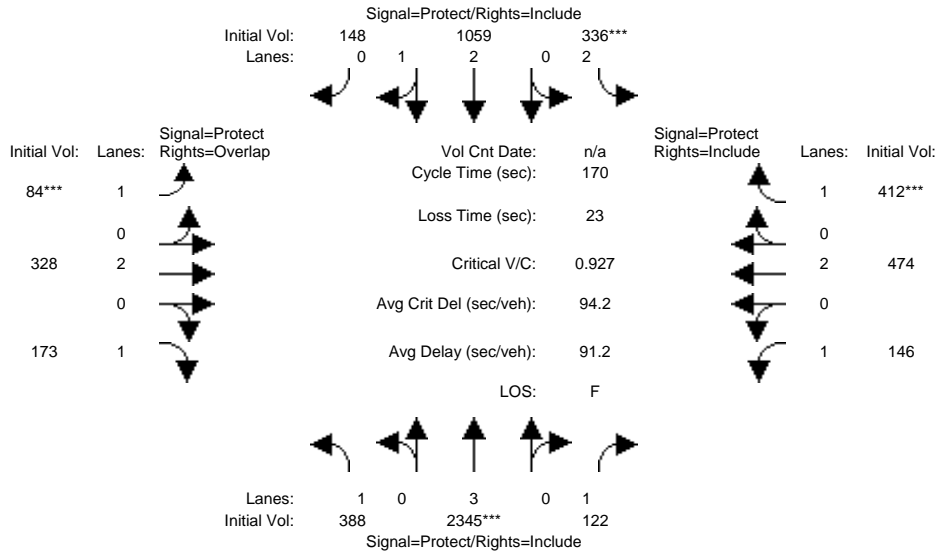 Signal=Protect/Rights=Include
Initial Vol: 148 1059 336***
Lanes: 0 1 2 0 2
Signal=Protect
Initial Vol: Lanes: Rights=Overlap
Vol Cnt Date: n/a
Signal=Protect
Rights=Include Lanes: Initial Vol:
Cycle Time (sec): 170
84*** 1
1 412***
Loss Time (sec): 23
0
0
328 2
Critical V/C: 0.927
2 474
0
Avg Crit Del (sec/veh): 94.2
0
173 1
Avg Delay (sec/veh): 91.2
1 146
LOS: F
Lanes: 1 0 3 0 1
Initial Vol: 388 2345*** 122
Signal=Protect/Rights=Include